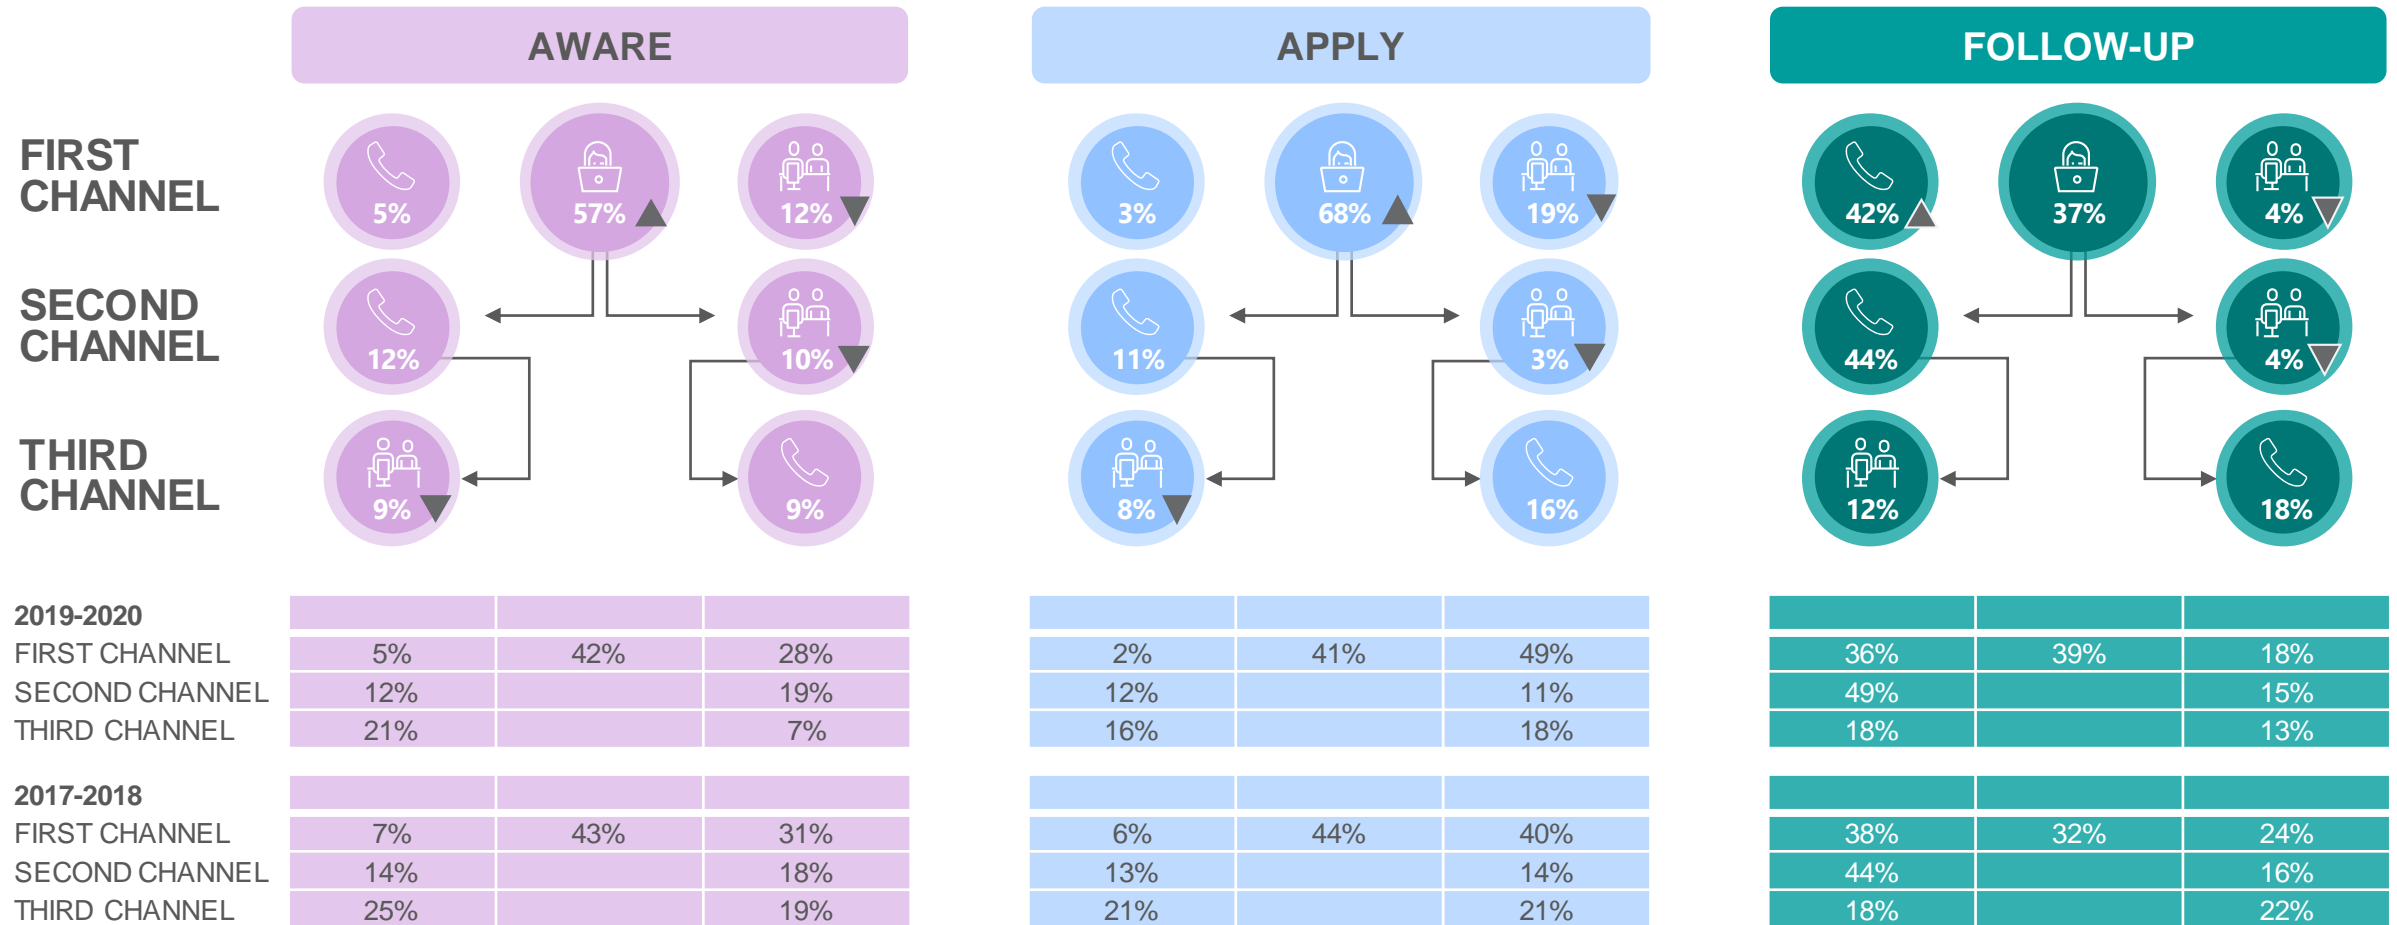 AWARE APPLY FOLLOW-UP
FIRST
CHANNEL
5% 57% 12% 3% 68% 19% 42% 37% 4%
SECOND
CHANNEL
12% 10% 11% 3% 44% 4%
THIRD
CHANNEL
9% 9% 8% 16% 12% 18%
2019-2020
FIRST CHANNEL 5% 42% 28% 2% 41% 49% 36% 39% 18%
SECOND CHANNEL 12% 19% 12% 11% 49% 15%
THIRD CHANNEL 21% 7% 16% 18% 18% 13%
2017-2018
FIRST CHANNEL 7% 43% 31% 6% 44% 40% 38% 32% 24%
SECOND CHANNEL 14% 18% 13% 14% 44% 16%
THIRD CHANNEL 25% 19% 21% 21% 18% 22%